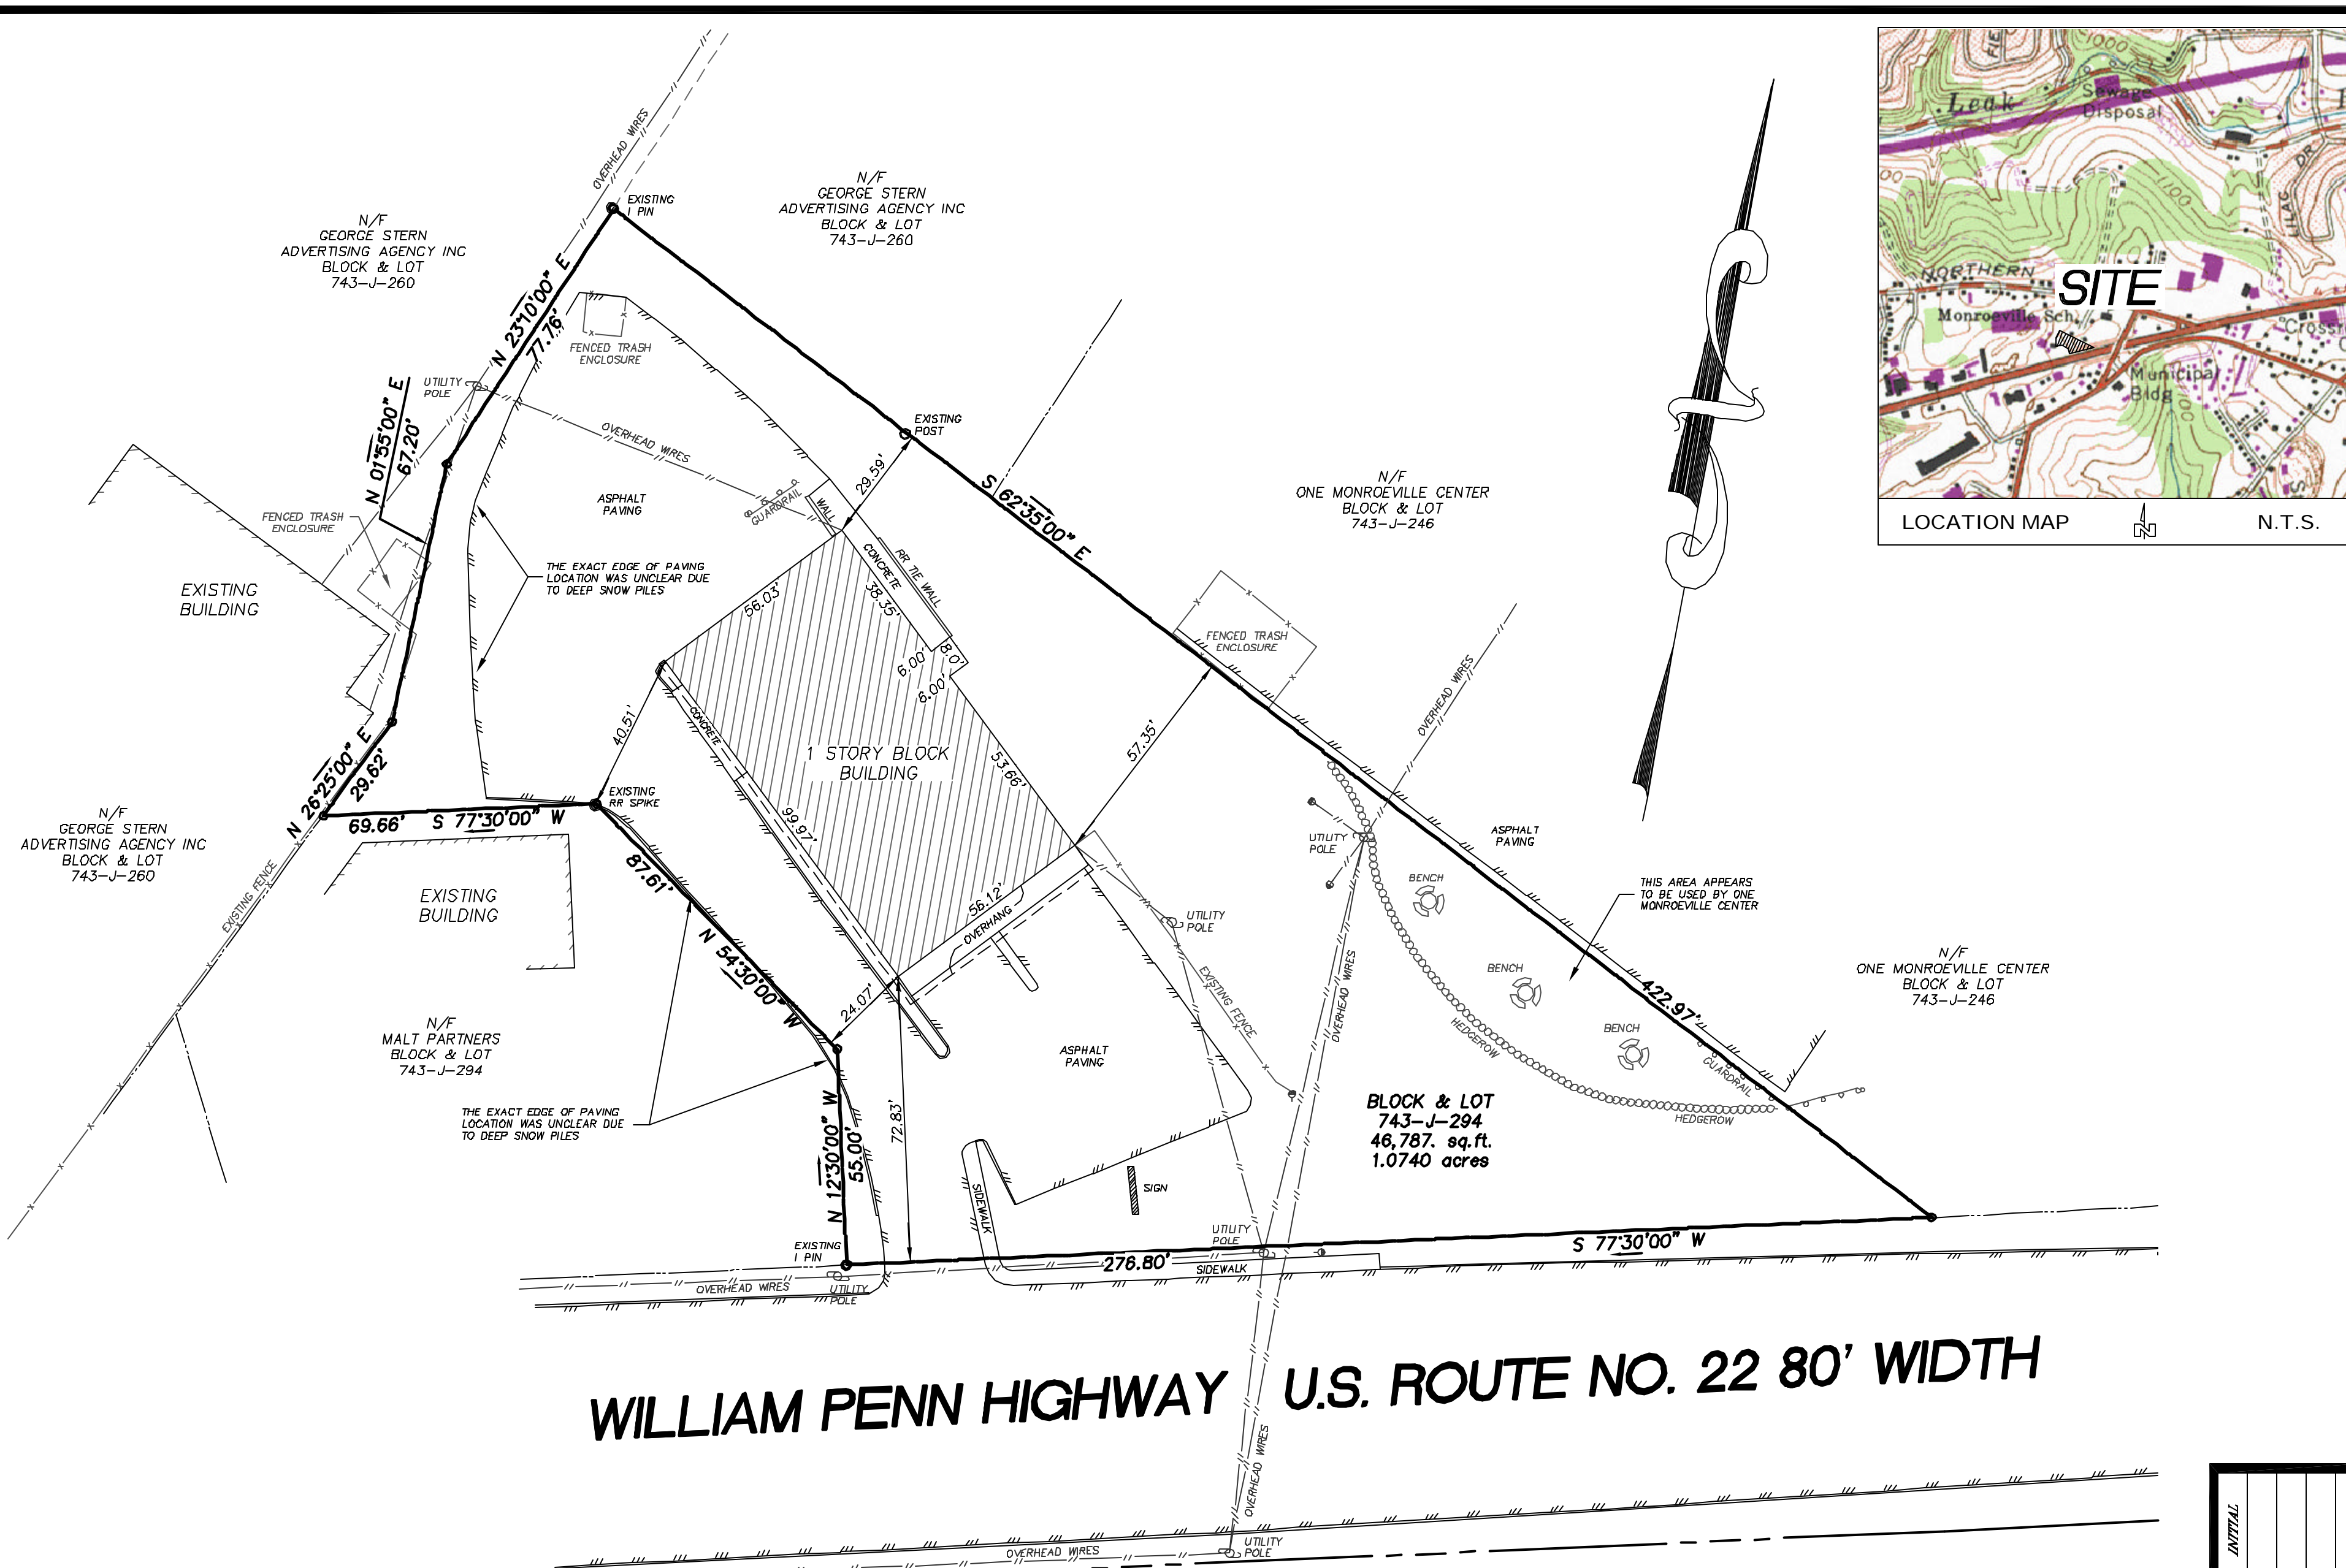 OVERHEAD WIRES
EXISTING
I PIN
N/F
GEORGE STERN
ADVERTISING AGENCY INC
BLOCK & LOT
743-J-260
N/F
GEORGE STERN
ADVERTISING AGENCY INC
BLOCK & LOT
743-J-260
N 23°10'00" E
77.76'
FENCED TRASH
ENCLOSURE
UTILITY
POLE
N 01°55'00" E
67.20'
OVERHEAD WIRES
EXISTING
POST
29.59'
S 62°35'00" E
N/F
ONE MONROEVILLE CENTER
BLOCK & LOT
743-J-246
ASPHALT
PAVING
GUARDRAIL
WALL
FENCED TRASH
ENCLOSURE
EXISTING
BUILDING
THE EXACT EDGE OF PAVING
LOCATION WAS UNCLEAR DUE
TO DEEP SNOW PILES
CONCRETE
RR TIE WALL
56.03'
38.35'
6.00'
8.0'
6.00'
FENCED TRASH
ENCLOSURE
OVERHEAD WIRES
40.51'
CONCRETE
1 STORY BLOCK
BUILDING
53.66'
57.35'
N 26°25'00" E
29.62'
EXISTING
RR SPIKE
69.66'
S 77°30'00" W
99.97'
N/F
GEORGE STERN
ADVERTISING AGENCY INC
BLOCK & LOT
743-J-260
EXISTING FENCE
87.61'
EXISTING
BUILDING
N 54°30'00" W
56.12'
OVERHANG
24.07'
UTILITY
POLE
UTILITY
POLE
ASPHALT
PAVING
BENCH
THIS AREA APPEARS
TO BE USED BY ONE
MONROEVILLE CENTER
EXISTING FENCE
OVERHEAD WIRES
BENCH
422.97'
N/F
ONE MONROEVILLE CENTER
BLOCK & LOT
743-J-246
HEDGEROW
BENCH
GUARDRAIL
HEDGEROW
N/F
MALT PARTNERS
BLOCK & LOT
743-J-294
ASPHALT
PAVING
THE EXACT EDGE OF PAVING
LOCATION WAS UNCLEAR DUE
TO DEEP SNOW PILES
N 12°30'00" W
55.00'
72.83'
BLOCK & LOT
743-J-294
46,787. sq.ft.
1.0740 acres
SIDEWALK
SIGN
EXISTING
I PIN
UTILITY
POLE
276.80'
SIDEWALK
S 77°30'00" W
OVERHEAD WIRES
UTILITY
POLE
WILLIAM PENN HIGHWAY U.S. ROUTE NO. 22 80' WIDTH
OVERHEAD WIRES
OVERHEAD WIRES
UTILITY
POLE
1000
Leak
Sewage
Disposal
DR
LILAC
1100
NORTHERN
SITE
Monroeville Sch.
Municipal
Bldg
LOCATION MAP
N
N.T.S.
INITIAL